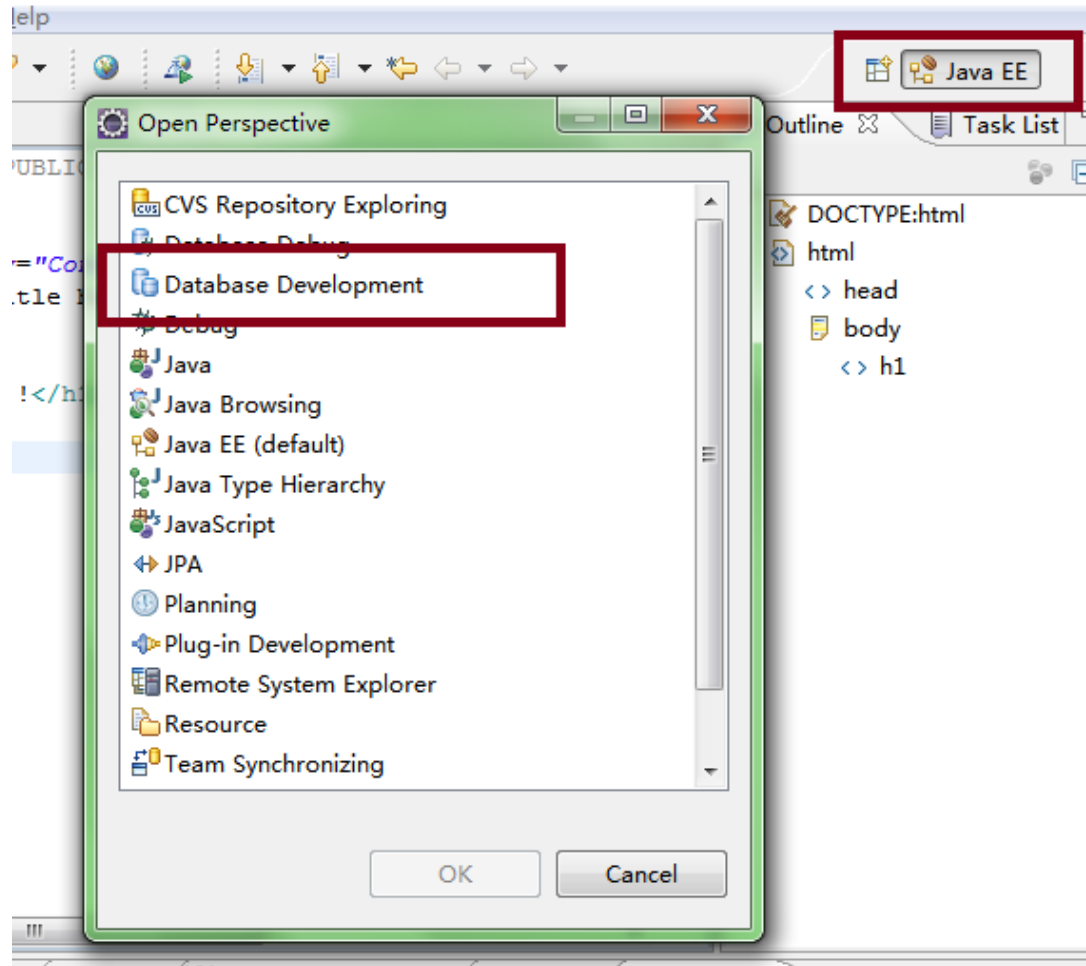 elp
Java EE
Open Perspective
Outline
Task List
PUBLIC
CVS
CVS Repository Exploring
Database Debug
="Co
Database Development
tle
Debug
Java
!</h
Java Browsing
Java EE (default)
Java Type Hierarchy
JavaScript
JPA
Planning
Plug-in Development
Remote System Explorer
Resource
Team Synchronizing
OK
Cancel
DOCTYPE:html
html
head
body
h1